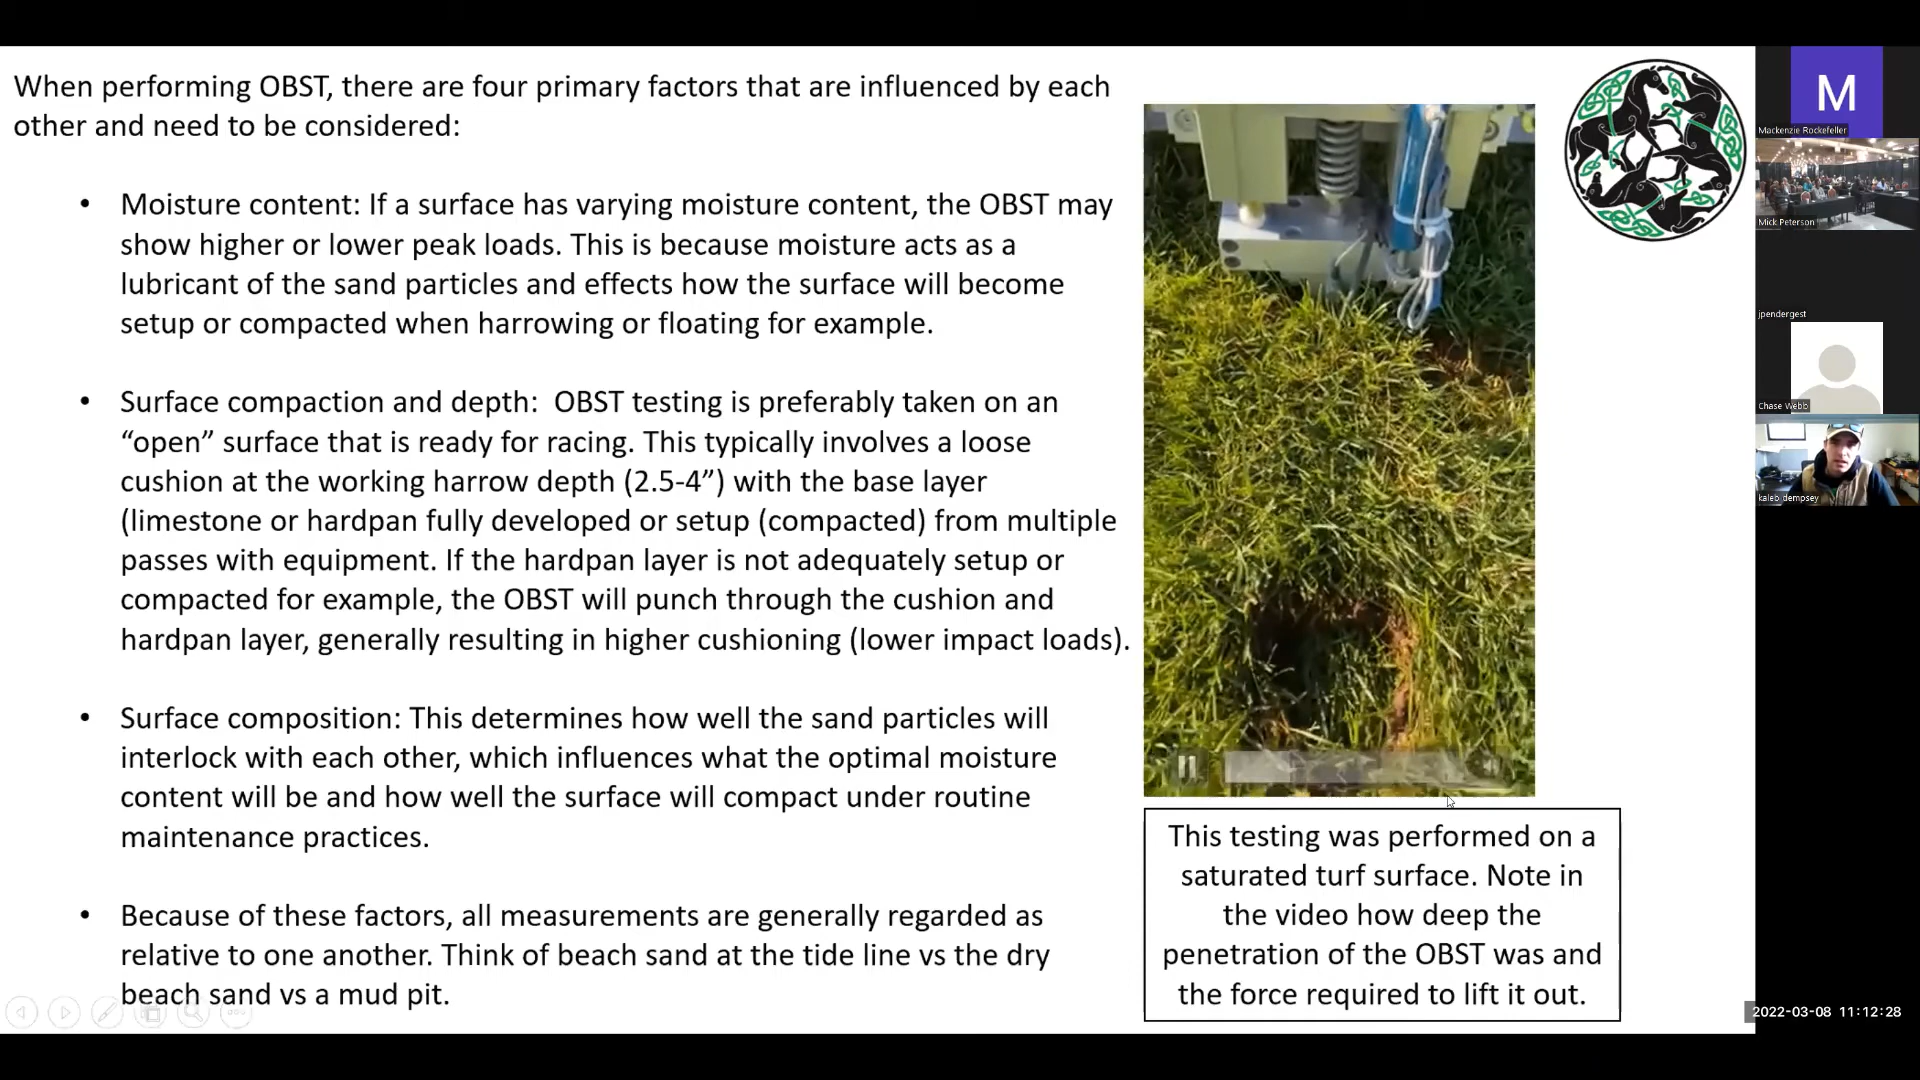 When performing OBST, there are four primary factors that are influenced by each
other and need to be considered:
• Moisture content: If a surface has varying moisture content, the OBST may
show higher or lower peak loads. This is because moisture acts as a
lubricant of the sand particles and effects how the surface will become
setup or compacted when harrowing or floating for example.
• Surface compaction and depth:  OBST testing is preferably taken on an
“open” surface that is ready for racing. This typically involves a loose
cushion at the working harrow depth (2.5-4”) with the base layer
(limestone or hardpan fully developed or setup (compacted) from multiple
passes with equipment. If the hardpan layer is not adequately setup or
compacted for example, the OBST will punch through the cushion and
hardpan layer, generally resulting in higher cushioning (lower impact loads).
• Surface composition: This determines how well the sand particles will
interlock with each other, which influences what the optimal moisture
content will be and how well the surface will compact under routine
maintenance practices.
• Because of these factors, all measurements are generally regarded as
relative to one another. Think of beach sand at the tide line vs the dry
beach sand vs a mud pit.
This testing was performed on a
saturated turf surface. Note in
the video how deep the
penetration of the OBST was and
the force required to lift it out.
M
Mackenzie Rockefeller
Mick Peterson
jpendergest
Chase Webb
kaleb dempsey
2022-03-08 11:12:28